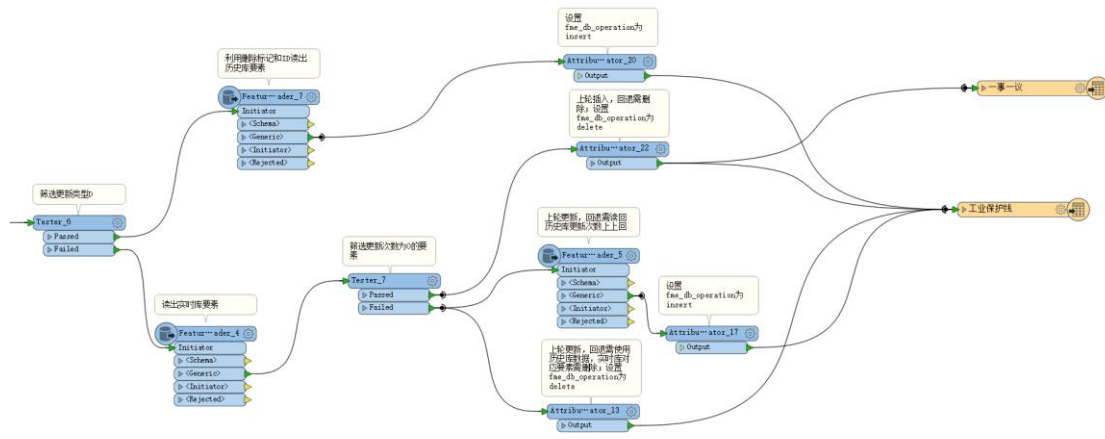 设置
fme_db_operation为
insert
Attribu…ator_20
Output
利用删除标记和ID读出
历史库要素
Featur…ader_7
Initiator
<Schema>
<Generic>
<Initiator>
<Rejected>
上轮插入，回退需删
除；设置
fme_db_operation为
delete
Attribu…ator_22
Output
一事一议
工业保护线
筛选更新类型D
Tester_6
Passed
Failed
筛选更新次数为0的要
素
Tester_7
Passed
Failed
上轮更新，回退需读回
历史库更新次数上上回
Featur…ader_5
Initiator
<Schema>
<Generic>
<Initiator>
<Rejected>
设置
fme_db_operation为
insert
Attribu…ator_17
Output
读出实时库要素
Featur…ader_4
Initiator
<Schema>
<Generic>
<Initiator>
<Rejected>
上轮更新，回退需使用
历史库数据，实时库对
应要素需删除；设置
fme_db_operation为
delete
Attribu…ator_13
Output